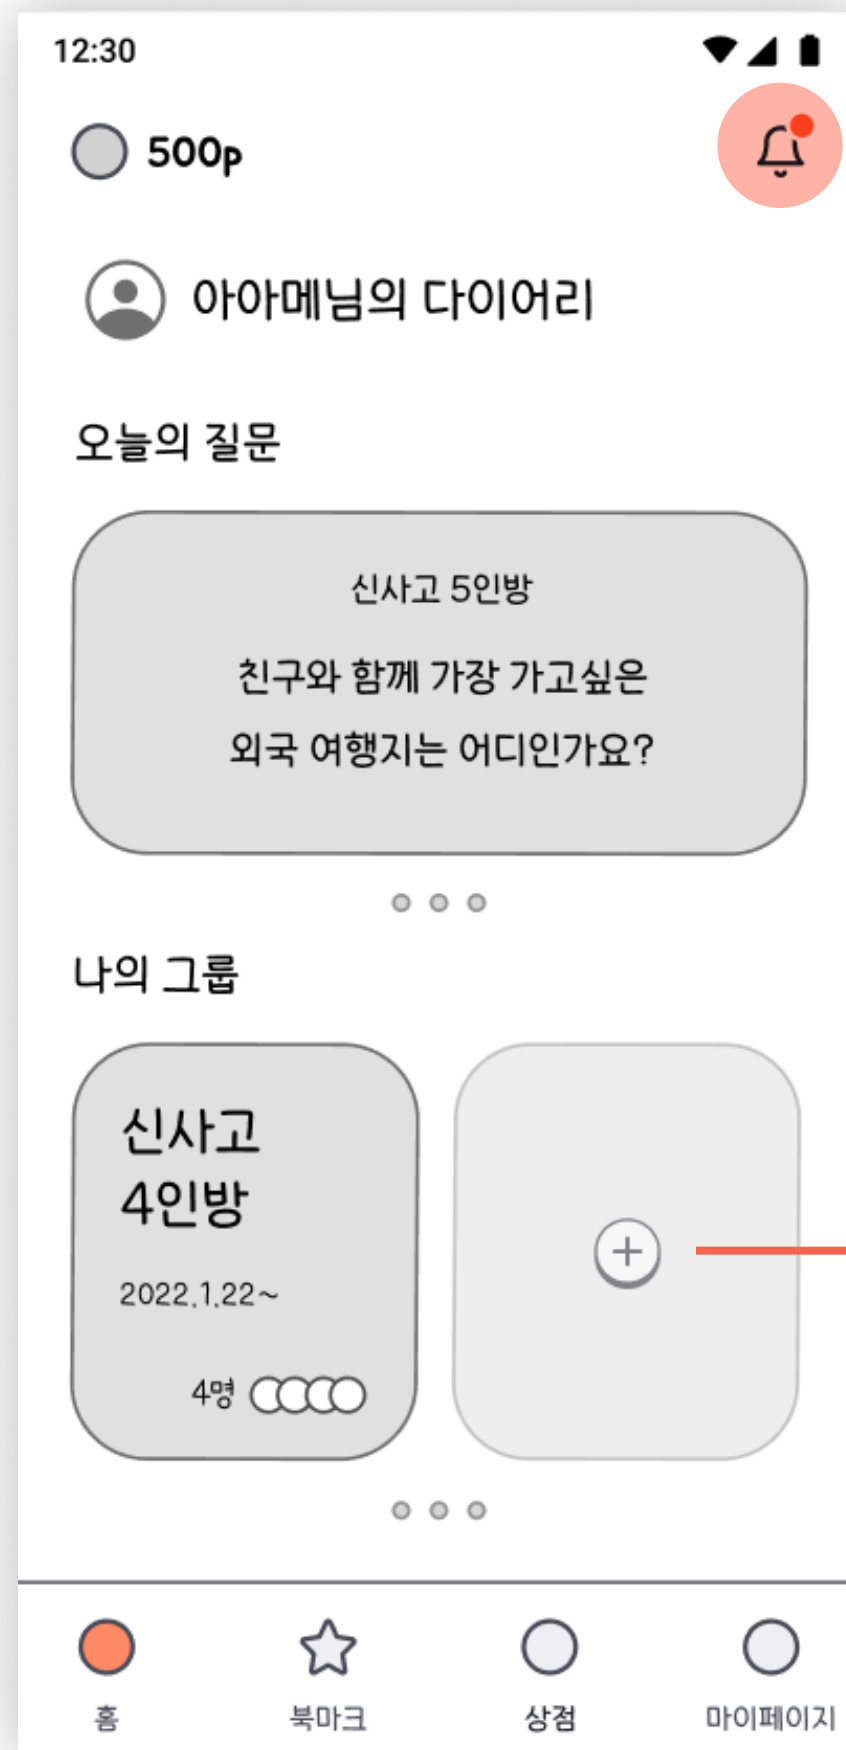 12:30
500p
아아메님의 다이어리
오늘의 질문
신사고 5인방
친구와 함께 가장 가고싶은
외국 여행지는 어디인가요?
나의 그룹
신사고
4인방
2022.1.22~
4명
홈
북마크
상점
마이페이지